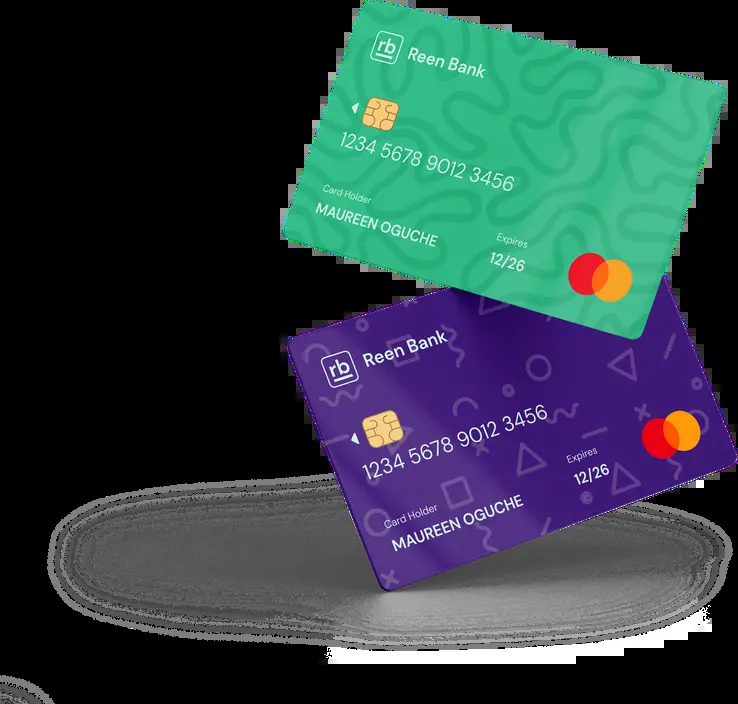 rb
Reen Bank
1234 5678 9012 3456
Card Holder
MAUREEN OGUCHE
Expires
12/26
rb
Reen Bank
1234 5678 9012 3456
Card Holder
MAUREEN OGUCHE
Expires
12/26